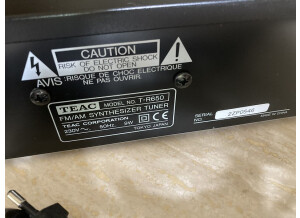 CAUTION
RISK OF ELECTRIC SHOCK
DO NOT OPEN
AVIS : RISQUE DE CHOC ELECTRIQUE
NE PAS OUVRIR
TEAC MODEL NO. T-R650
FM/AM SYNTHESIZER TUNER
TEAC CORPORATION
230V~ 50Hz 9W
TOKYO JAPAN
SERIAL
NO.